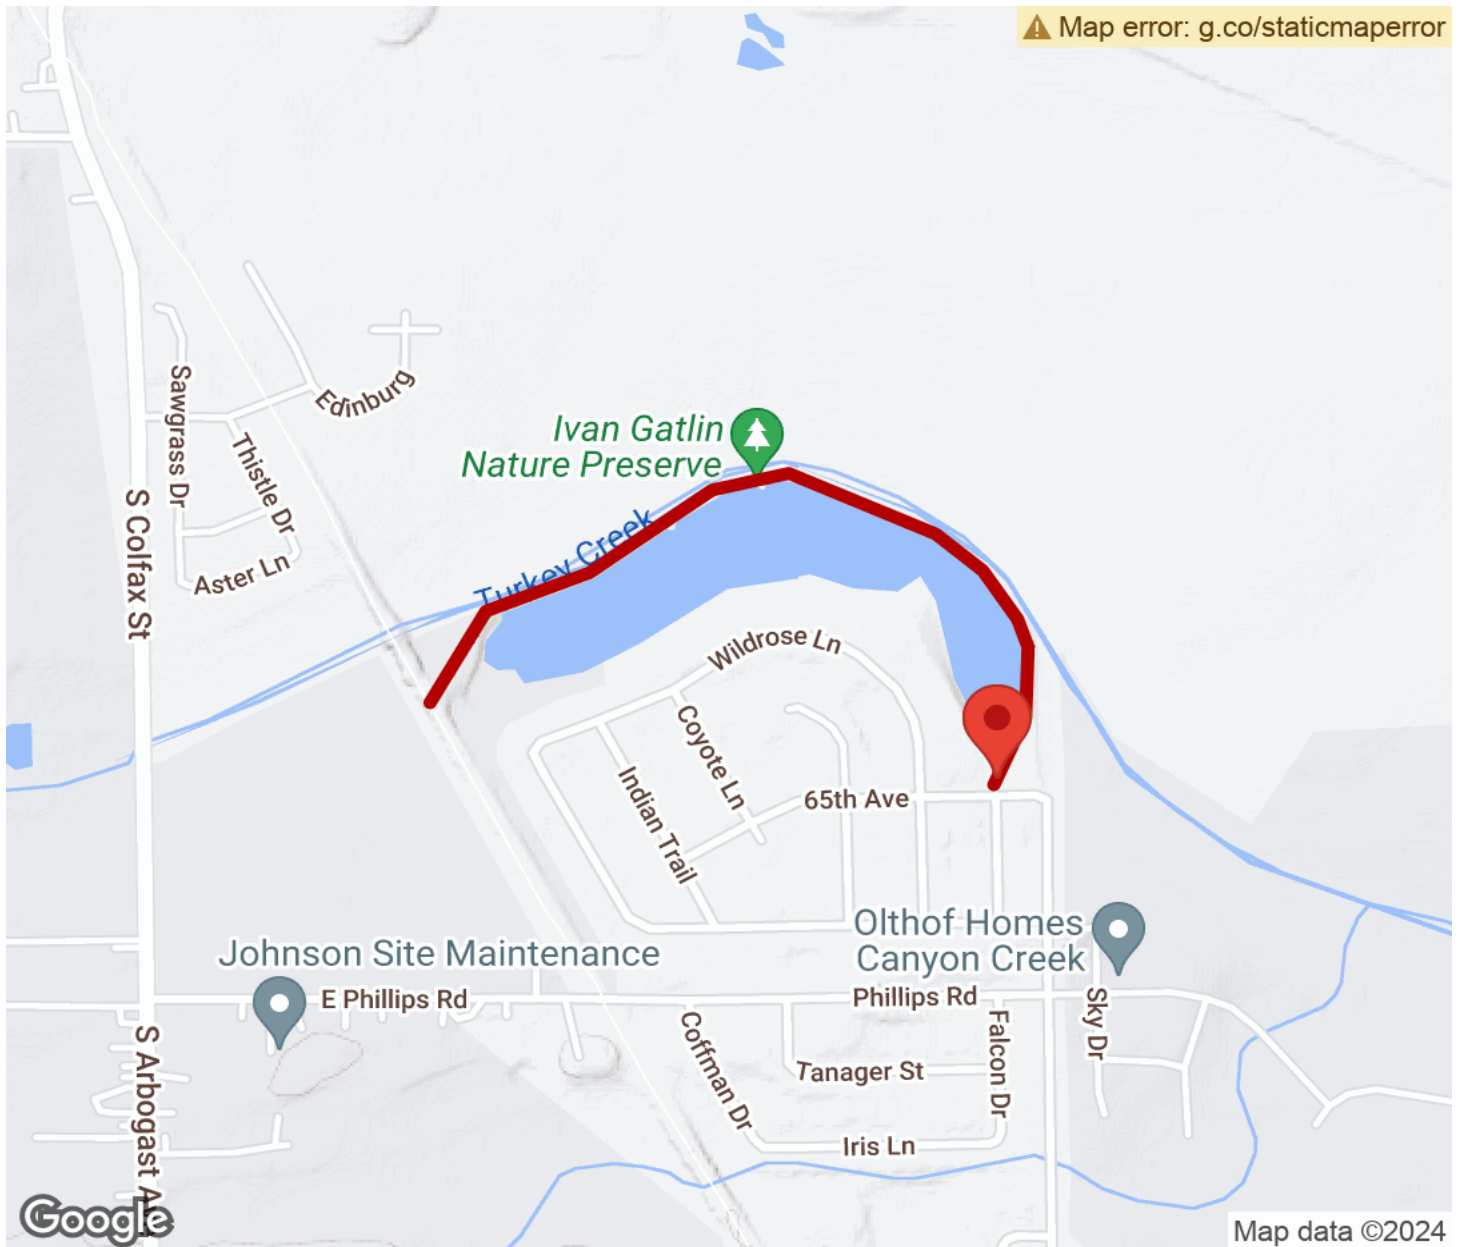 Map error: g.co/staticmaperror
Edinburg
Sawgrass Dr
Thistle Dr
Aster Ln
S Colfax St
Ivan Gatlin
Nature Preserve
Turkey Creek
Wildrose Ln
Coyote Ln
Indian Trail
65th Ave
Johnson Site Maintenance
Olthof Homes
Canyon Creek
E Phillips Rd
Phillips Rd
Sky Dr
Falcon Dr
Coffman Dr
Tanager St
Iris Ln
S Arbogast
Google
Map data ©2024